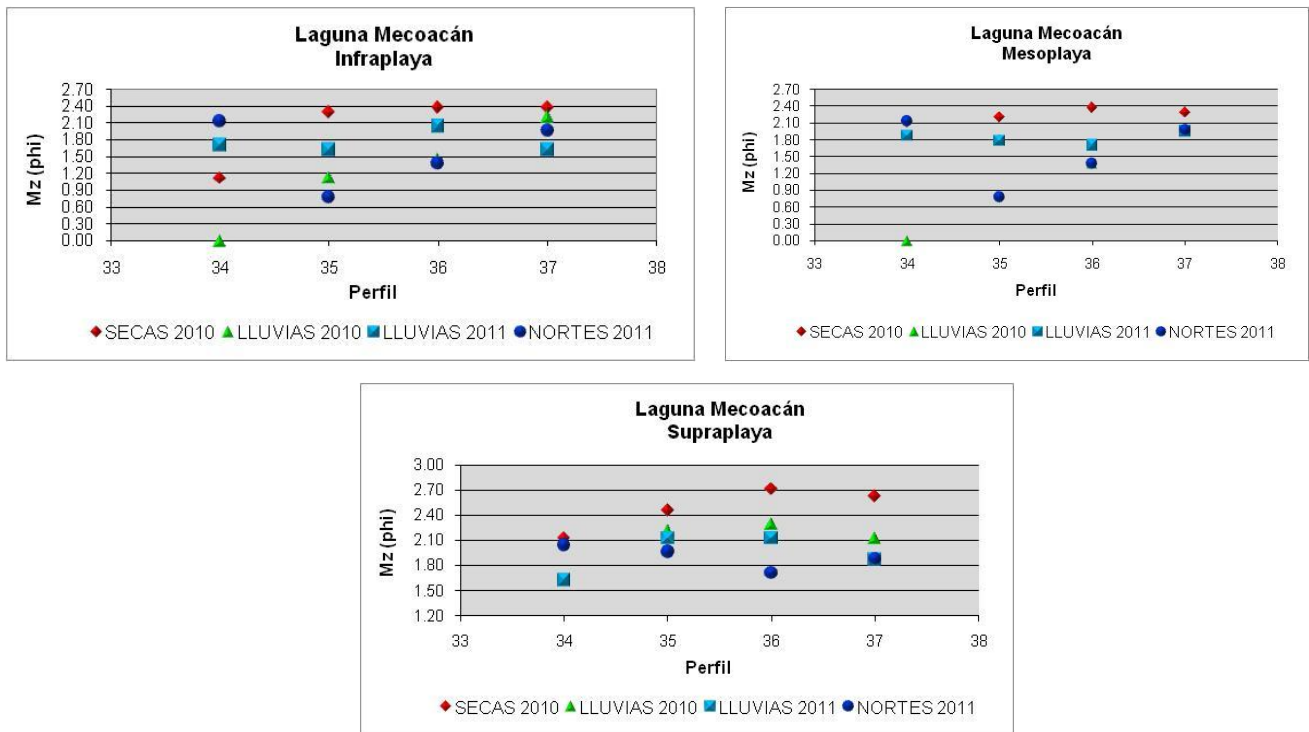 Laguna Mecoacán
Infraplaya
2.70
2.40
2.10
1.80
1.50
1.20
0.90
0.60
0.30
0.00
Mz (phi)
33 34 35 36 37 38
Perfil
SECAS 2010 LLUVIAS 2010 LLUVIAS 2011 NORTES 2011
Laguna Mecoacán
Mesoplaya
2.70
2.40
2.10
1.80
1.50
1.20
0.90
0.60
0.30
0.00
Mz (phi)
33 34 35 36 37 38
Perfil
SECAS 2010 LLUVIAS 2010 LLUVIAS 2011 NORTES 2011
Laguna Mecoacán
Supraplaya
3.00
2.70
2.40
2.10
1.80
1.50
1.20
Mz (phi)
33 34 35 36 37 38
Perfil
SECAS 2010 LLUVIAS 2010 LLUVIAS 2011 NORTES 2011